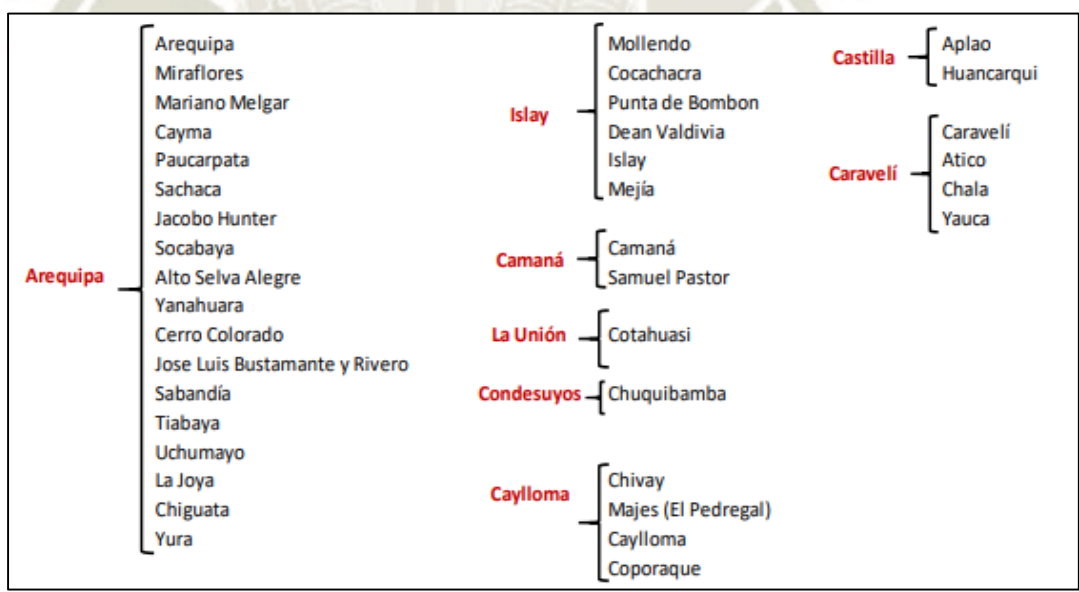 Arequipa
Arequipa
Miraflores
Mariano Melgar
Cayma
Paucarpata
Sachaca
Jacobo Hunter
Socabaya
Alto Selva Alegre
Yanahuara
Cerro Colorado
Jose Luis Bustamante y Rivero
Sabandía
Tiabaya
Uchumayo
La Joya
Chiguata
Yura
Islay
Mollendo
Cocachacra
Punta de Bombon
Dean Valdivia
Islay
Mejía
Camaná
Camaná
Samuel Pastor
La Unión
Cotahuasi
Condesuyos
Chuquibamba
Caylloma
Chivay
Majes (El Pedregal)
Caylloma
Coporaque
Castilla
Aplao
Huancarqui
Caravelí
Caravelí
Atico
Chala
Yauca